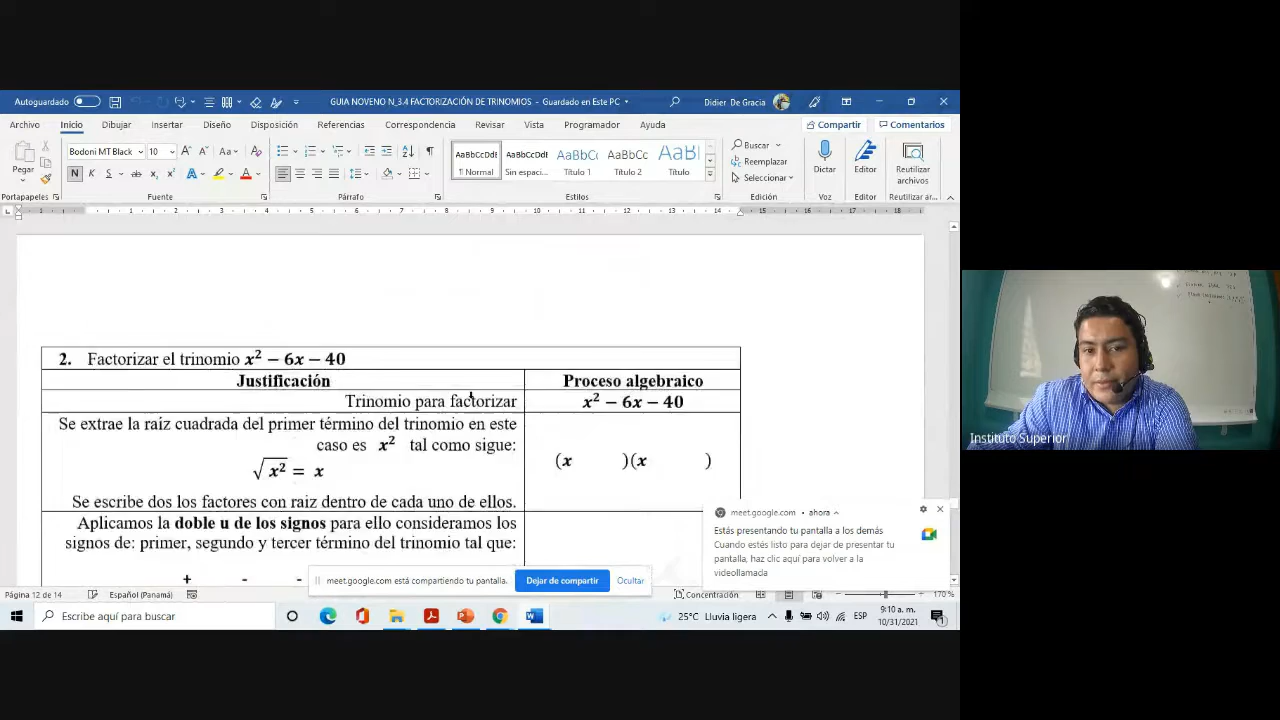 Autoguardado
GUIA NOVENO N_3.4 FACTORIZACIÓN DE TRINOMIOS - Guardado en Este PC
Didier De Gracia
Archivo Inicio Dibujar Insertar Diseño Disposición Referencias Correspondencia Revisar Vista Programador Ayuda
Compartir Comentarios
Pegar
Bodoni MT Black 10
N K S
AaBbCcDdE AaBbCcDdE AaBbCc AaBbCcC AaBl
¶ Normal Sin espaci... Título 1 Título 2 Título
Buscar
Reemplazar
Seleccionar
Dictar
Editor
Reutilizar archivos
Portapapeles Fuente Párrafo Estilos Edición Voz Editor Reutilizar ar...
2. Factorizar el trinomio x² − 6x − 40
Justificación Proceso algebraico
Trinomio para factorizar x² − 6x − 40
Se extrae la raíz cuadrada del primer término del trinomio en este
caso es x² tal como sigue:
√x² = x
(x )(x )
Se escribe dos los factores con raiz dentro de cada uno de ellos.
Aplicamos la doble u de los signos para ello consideramos los
signos de: primer, segundo y tercer término del trinomio tal que:
+ - -
meet.google.com · ahora
Estás presentando tu pantalla a los demás
Cuando estés listo para dejar de presentar tu
pantalla, haz clic aquí para volver a la
videollamada
meet.google.com está compartiendo tu pantalla. Dejar de compartir Ocultar
Página 12 de 14 Español (Panamá) Concentración 170 %
Escribe aquí para buscar
25°C Lluvia ligera ESP 9:10 a. m.
10/31/2021
Instituto Superior